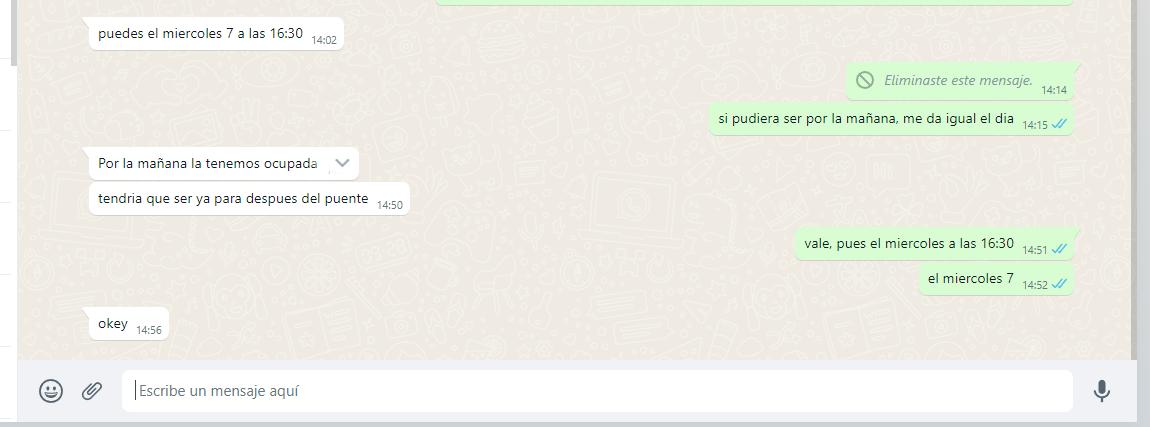 puedes el miercoles 7 a las 16:30 14:02
Eliminaste este mensaje. 14:14
si pudiera ser por la mañana, me da igual el dia 14:15
Por la mañana la tenemos ocupada
tendria que ser ya para despues del puente 14:50
vale, pues el miercoles a las 16:30 14:51
el miercoles 7 14:52
okey 14:56
Escribe un mensaje aquí